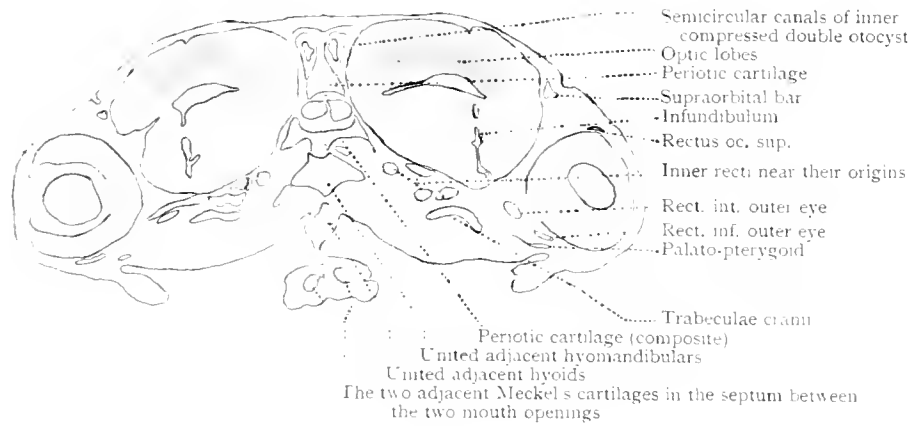 Semicircular canals of inner
compressed double otocyst
Optic lobes
Periotic cartilage
Supraorbital bar
Infundibulum
Rectus oc. sup.
Inner recti near their origins
Rect. int. outer eye
Rect. inf. outer eye
Palato-pterygoid
Trabeculae cranii
Periotic cartilage (composite)
United adjacent hyomandibulars
United adjacent hyoids
The two adjacent Meckel's cartilages in the septum between
the two mouth openings